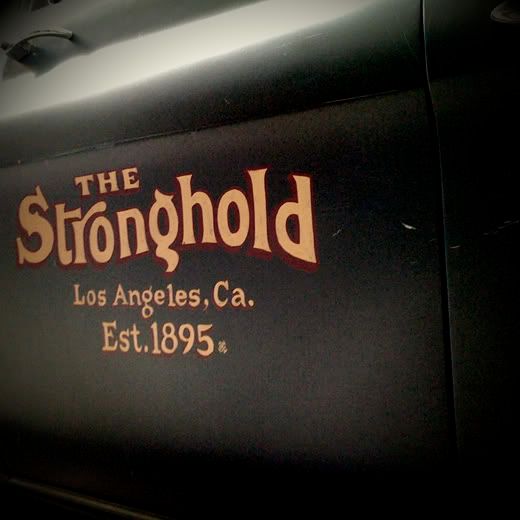 THE
Stronghold
Los Angeles, Ca.
Est. 1895